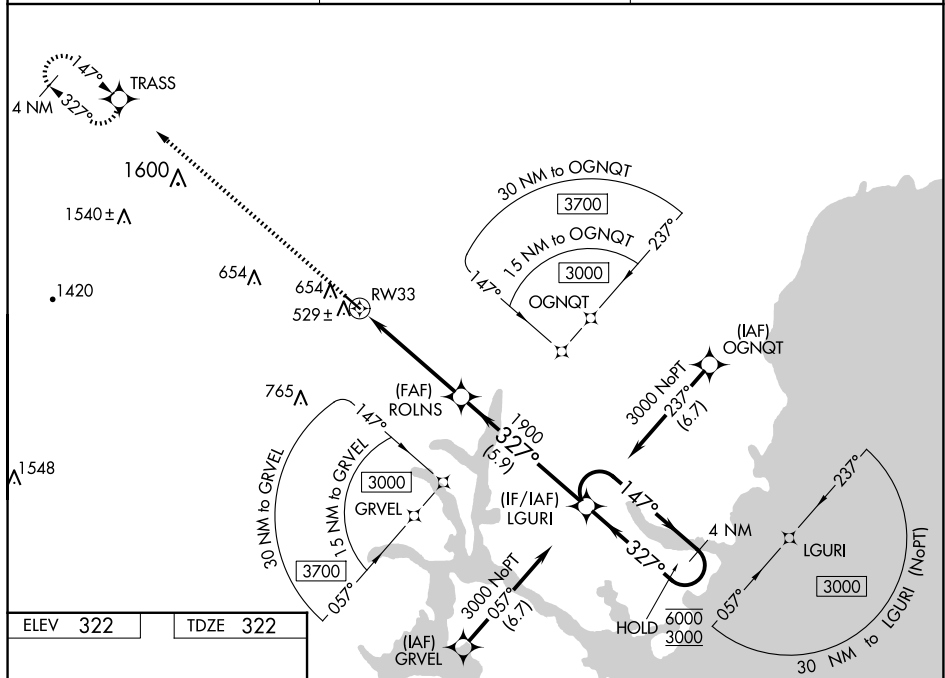 147°
TRASS
4 NM
327°
1600
1540 ±
1420
654
654
529 ±
RW33
30 NM to OGNQT
3700
15 NM to OGNQT
3000
237°
147°
OGNQT
(IAF)
OGNQT
3000 NoPT
237°
(6.7)
(FAF)
ROLNS
765
1548
1900
327°
(5.9)
30 NM to GRVEL
15 NM to GRVEL
147°
3000
GRVEL
3700
057°
(IF/IAF)
LGURI
147°
4 NM
327°
HOLD
6000
3000
237°
LGURI
3000
057°
30 NM to LGURI (NoPT)
3000 NoPT
057°
(6.7)
(IAF)
GRVEL
ELEV 322
TDZE 322